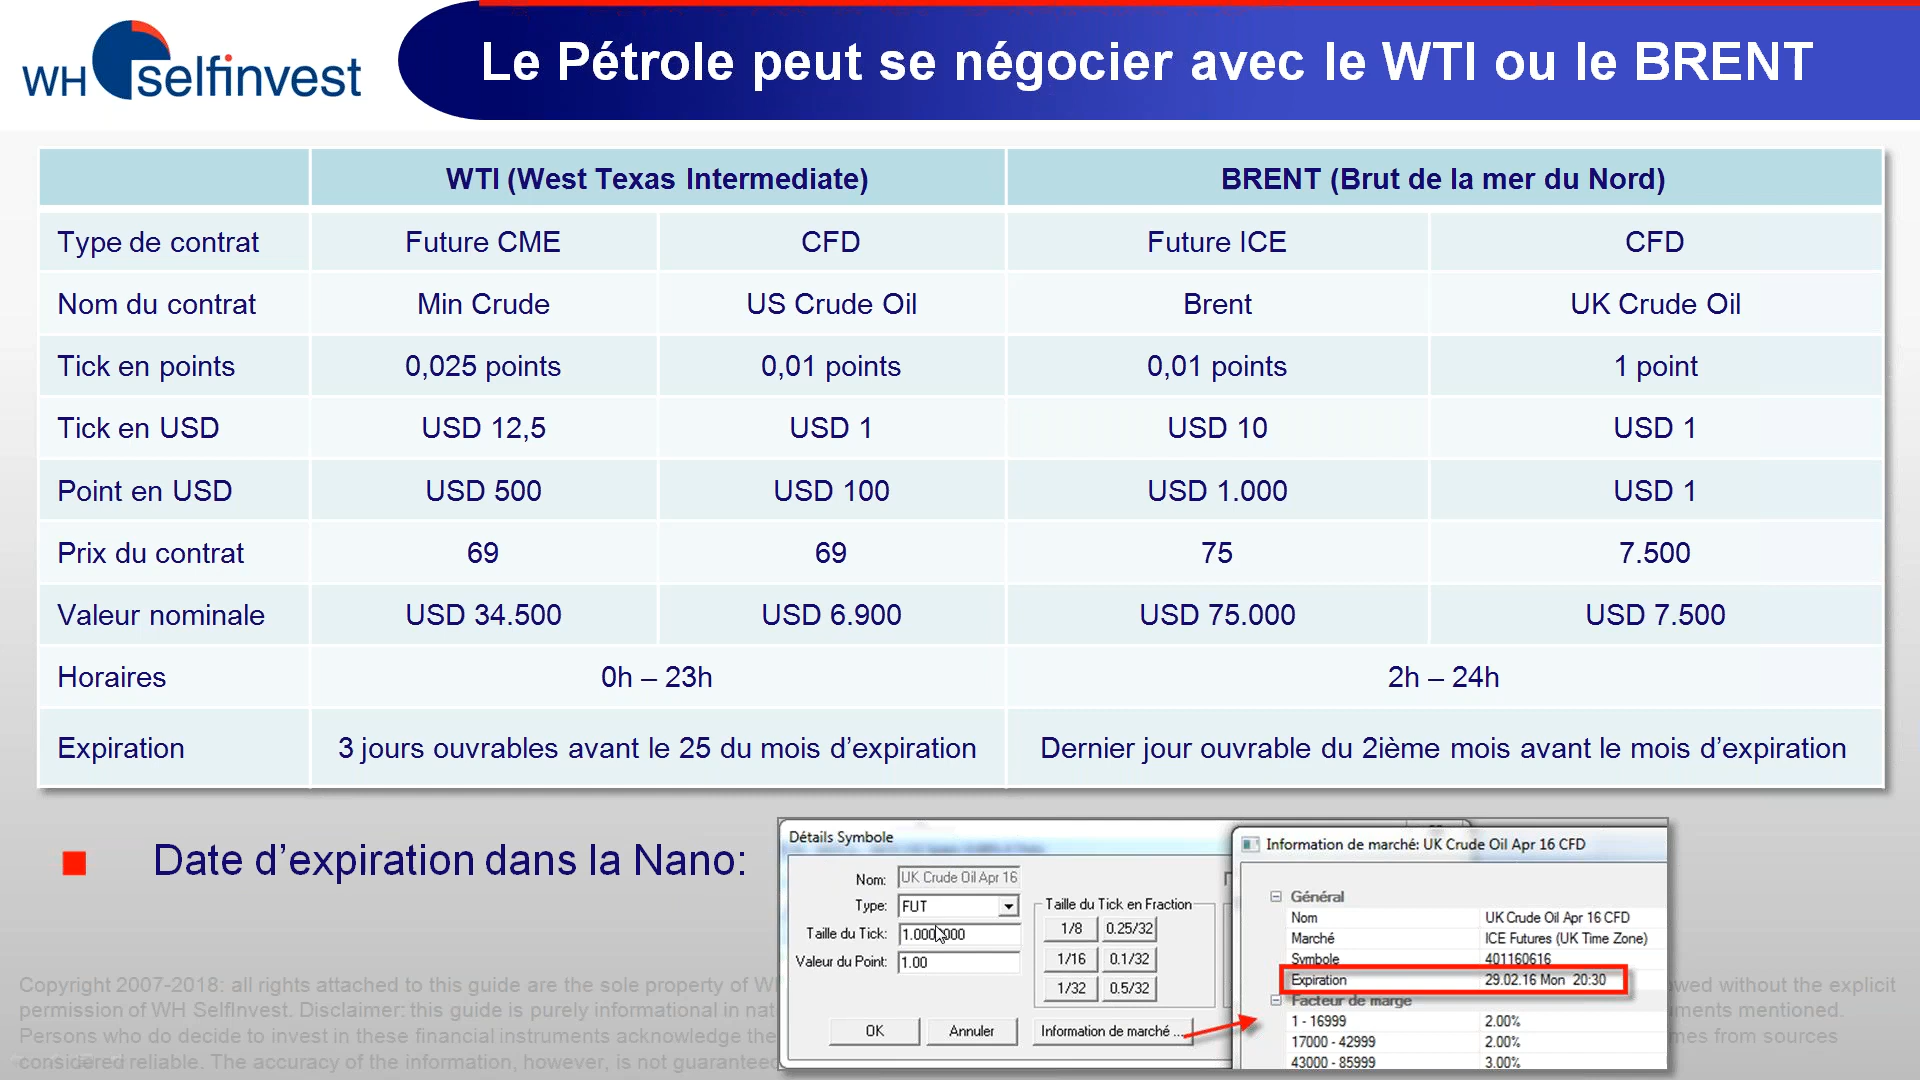 WH selfinvest
Le Pétrole peut se négocier avec le WTI ou le BRENT
WTI (West Texas Intermediate) BRENT (Brut de la mer du Nord)
Type de contrat Future CME CFD Future ICE CFD
Nom du contrat Min Crude US Crude Oil Brent UK Crude Oil
Tick en points 0,025 points 0,01 points 0,01 points 1 point
Tick en USD USD 12,5 USD 1 USD 10 USD 1
Point en USD USD 500 USD 100 USD 1.000 USD 1
Prix du contrat 69 69 75 7.500
Valeur nominale USD 34.500 USD 6.900 USD 75.000 USD 7.500
Horaires 0h – 23h 2h – 24h
Expiration 3 jours ouvrables avant le 25 du mois d’expiration Dernier jour ouvrable du 2ième mois avant le mois d’expiration
Date d’expiration dans la Nano:
Détails Symbole
Nom: UK Crude Oil Apr 16
Type: FUT
Taille du Tick: 1.000000
Valeur du Point: 1.00
Taille du Tick en Fraction
1/8 0.25/32
1/16 0.1/32
1/32 0.5/32
OK Annuler Information de marché ...
Information de marché: UK Crude Oil Apr 16 CFD
Général
Nom UK Crude Oil Apr 16 CFD
Marché ICE Futures (UK Time Zone)
Symbole 401160616
Expiration 29.02.16 Mon 20:30
Facteur de marge
1 - 16999 2.00%
17000 - 42999 2.00%
43000 - 85999 3.00%
Copyright 2007-2018: all rights attached to this guide are the sole property of W wed without the explicit
permission of WH SelfInvest. Disclaimer: this guide is purely informational in nat ments mentioned.
Persons who do decide to invest in these financial instruments acknowledge the mes from sources
considered reliable. The accuracy of the information, however, is not guaranteed